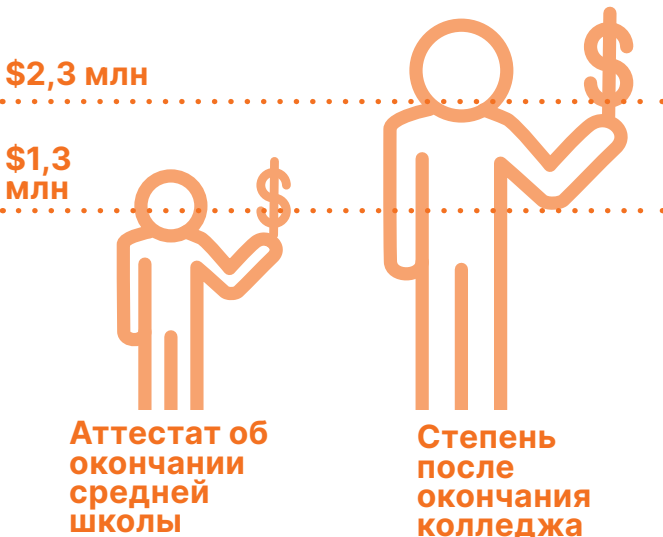 $2,3 млн
$1,3
млн
Аттестат об
окончании
средней
школы
Степень
после
окончания
колледжа